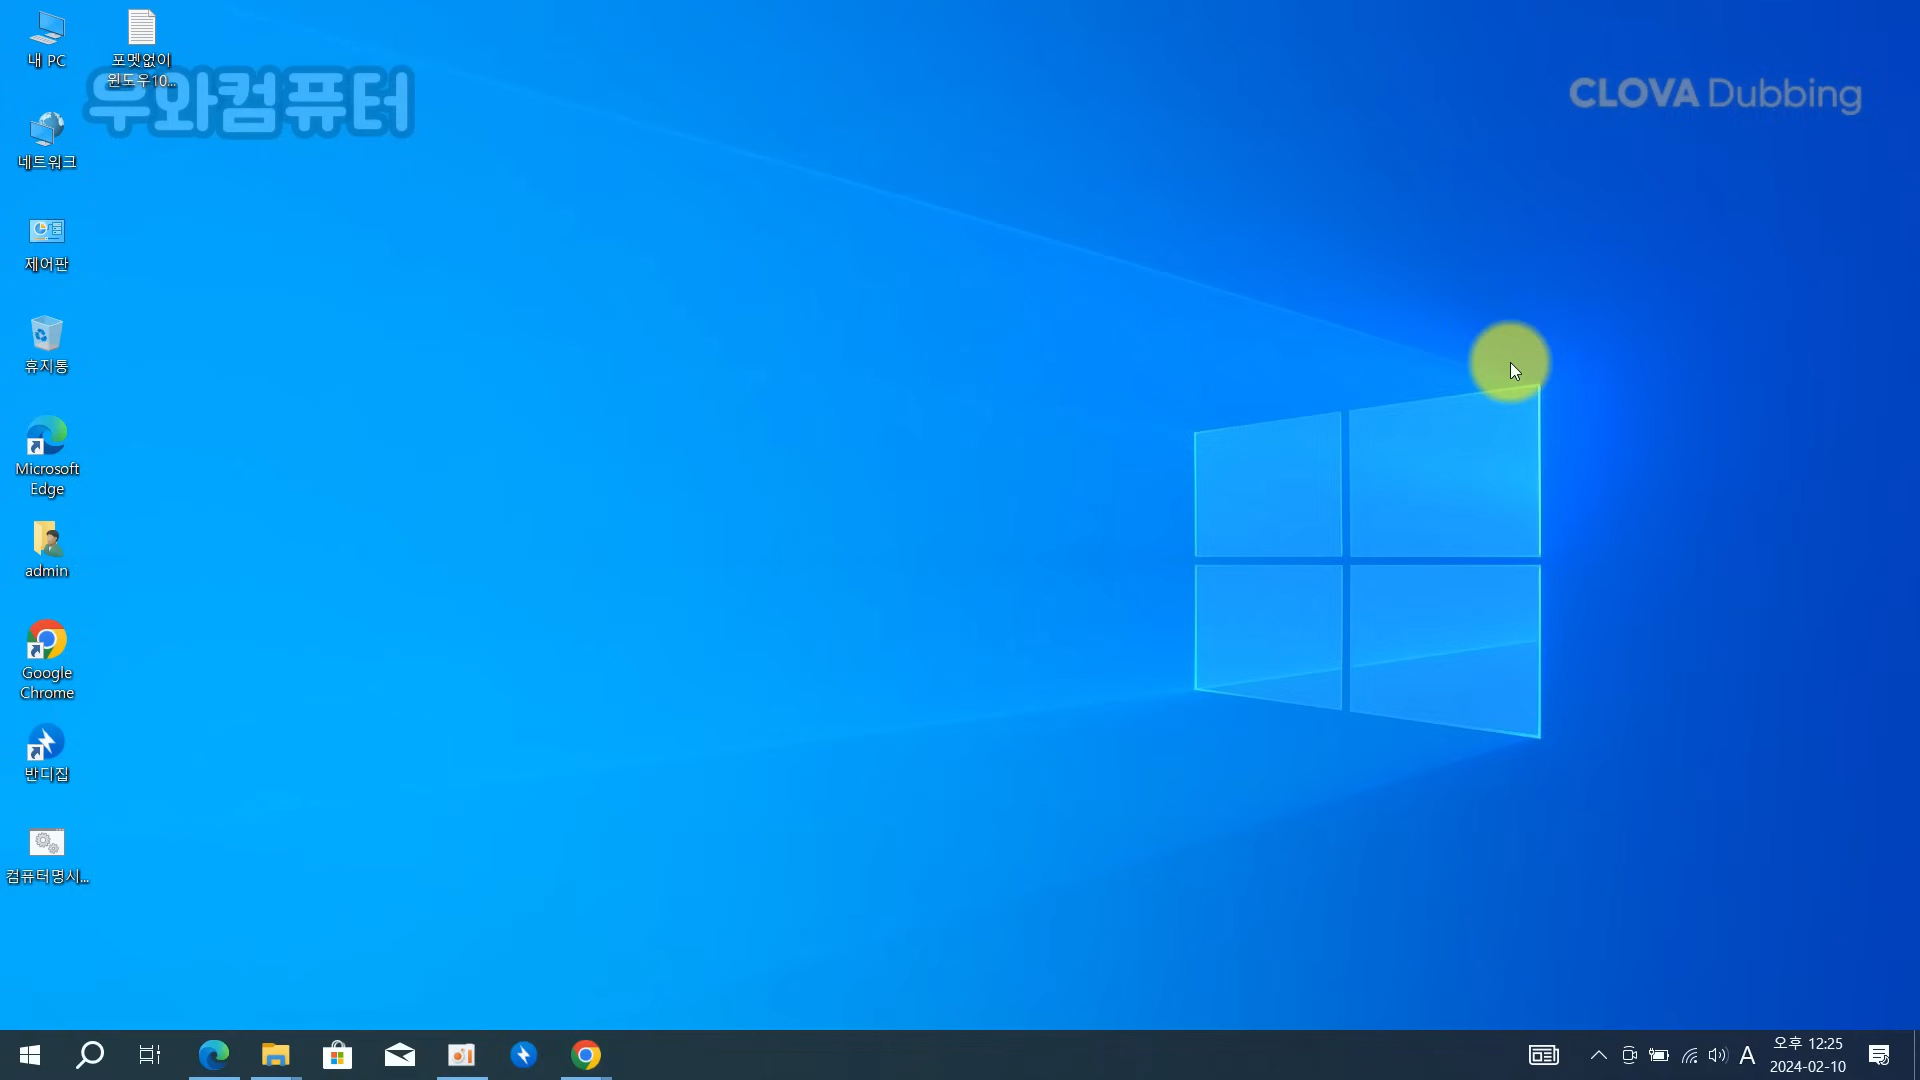 내 PC
포멧없이
윈도우10...
우와컴퓨터
CLOVA Dubbing
네트워크
제어판
휴지통
Microsoft
Edge
admin
Google
Chrome
반디집
컴퓨터명시...
A
오후 12:25
2024-02-10